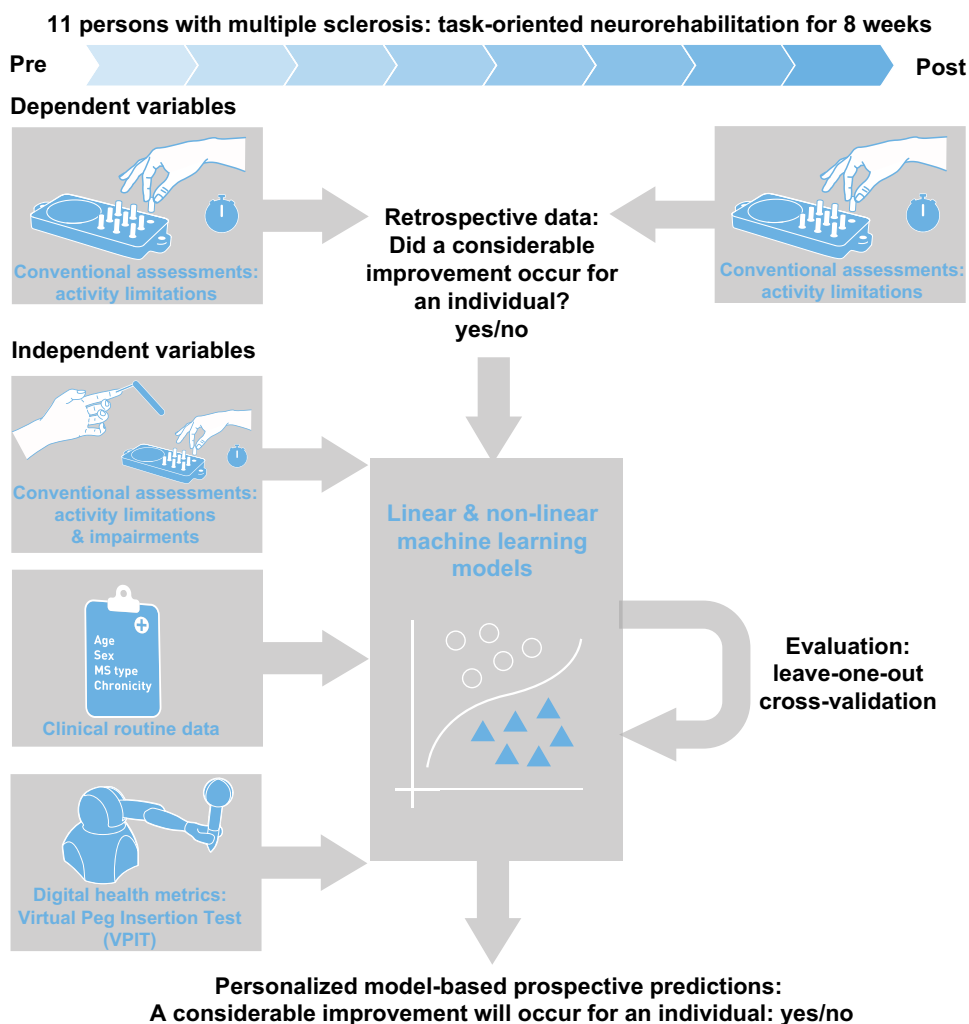 11 persons with multiple sclerosis: task-oriented neurorehabilitation for 8 weeks
Pre
Post
Dependent variables
Conventional assessments:
activity limitations
Retrospective data:
Did a considerable
improvement occur for
an individual?
yes/no
Conventional assessments:
activity limitations
Independent variables
Conventional assessments:
activity limitations
& impairments
Age
Sex
MS type
Chronicity
Clinical routine data
Digital health metrics:
Virtual Peg Insertion Test
(VPIT)
Linear & non-linear
machine learning
models
Evaluation:
leave-one-out
cross-validation
Personalized model-based prospective predictions:
A considerable improvement will occur for an individual: yes/no